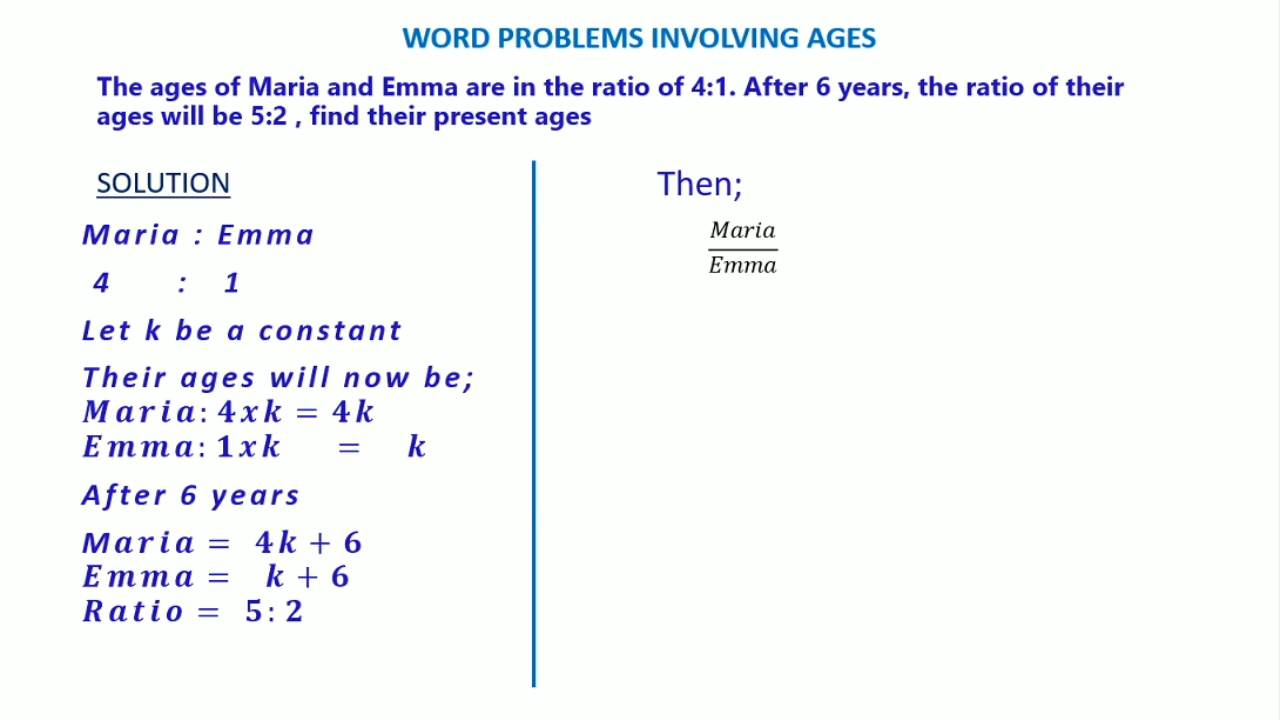 WORD PROBLEMS INVOLVING AGES
The ages of Maria and Emma are in the ratio of 4:1. After 6 years, the ratio of their
ages will be 5:2 , find their present ages
SOLUTION
Maria : Emma
4 : 1
Let k be a constant
Their ages will now be;
Maria: 4xk = 4k
Emma: 1xk = k
After 6 years
Maria = 4k + 6
Emma = k + 6
Ratio = 5: 2
Then;
Maria
Emma